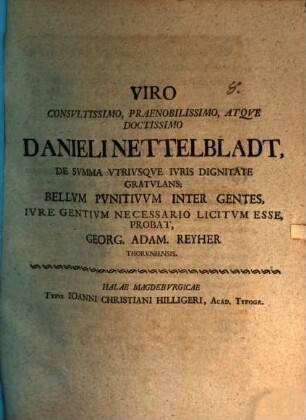 VIRO
8.
CONSVLTISSIMO, PRAENOBILISSIMO, ATQVE
DOCTISSIMO
DANIELI NETTELBLADT,
DE SVMMA VTRIVSQVE IVRIS DIGNITATE
GRATVLANS;
BELLVM PVNITIVVM INTER GENTES,
IVRE GENTIVM NECESSARIO LICITVM ESSE,
PROBAT,
GEORG. ADAM. REYHER
THORVNIENSIS.
HALAE MAGDEBVRGICAE
TYPIS IOANNI CHRISTIANI HILLIGERI, ACAD. TYPOGR.